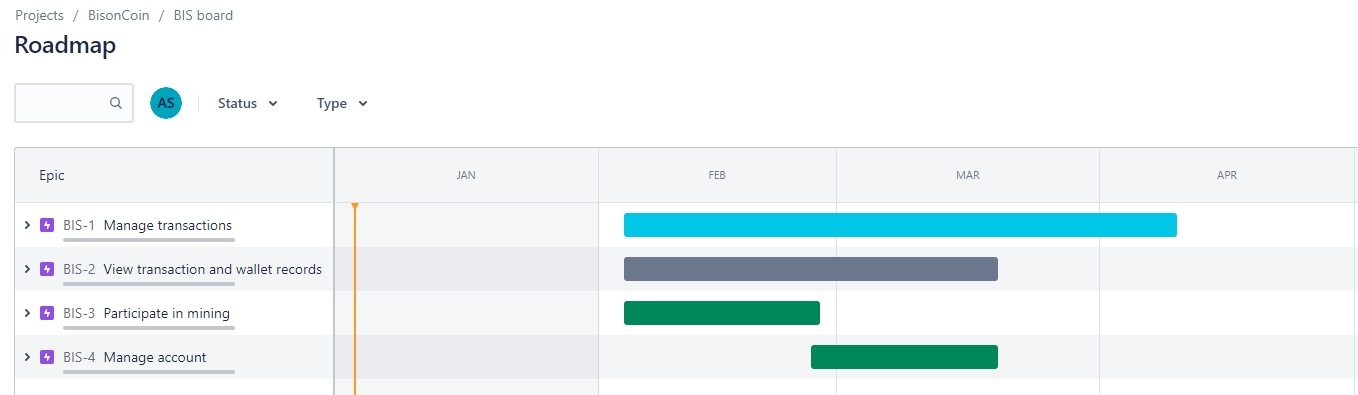 Projects / BisonCoin / BIS board
Roadmap
AS Status Type
Epic JAN FEB MAR APR
BIS-1 Manage transactions
BIS-2 View transaction and wallet records
BIS-3 Participate in mining
BIS-4 Manage account